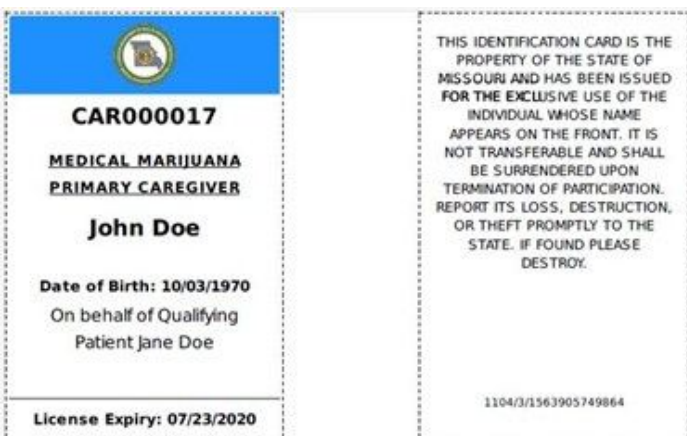 CAR000017
MEDICAL MARIJUANA
PRIMARY CAREGIVER
John Doe
Date of Birth: 10/03/1970
On behalf of Qualifying
Patient Jane Doe
License Expiry: 07/23/2020
THIS IDENTIFICATION CARD IS THE
PROPERTY OF THE STATE OF
MISSOURI AND HAS BEEN ISSUED
FOR THE EXCLUSIVE USE OF THE
INDIVIDUAL WHOSE NAME
APPEARS ON THE FRONT. IT IS
NOT TRANSFERABLE AND SHALL
BE SURRENDERED UPON
TERMINATION OF PARTICIPATION.
REPORT ITS LOSS, DESTRUCTION,
OR THEFT PROMPTLY TO THE
STATE. IF FOUND PLEASE
DESTROY.
1104/3/1563905749864